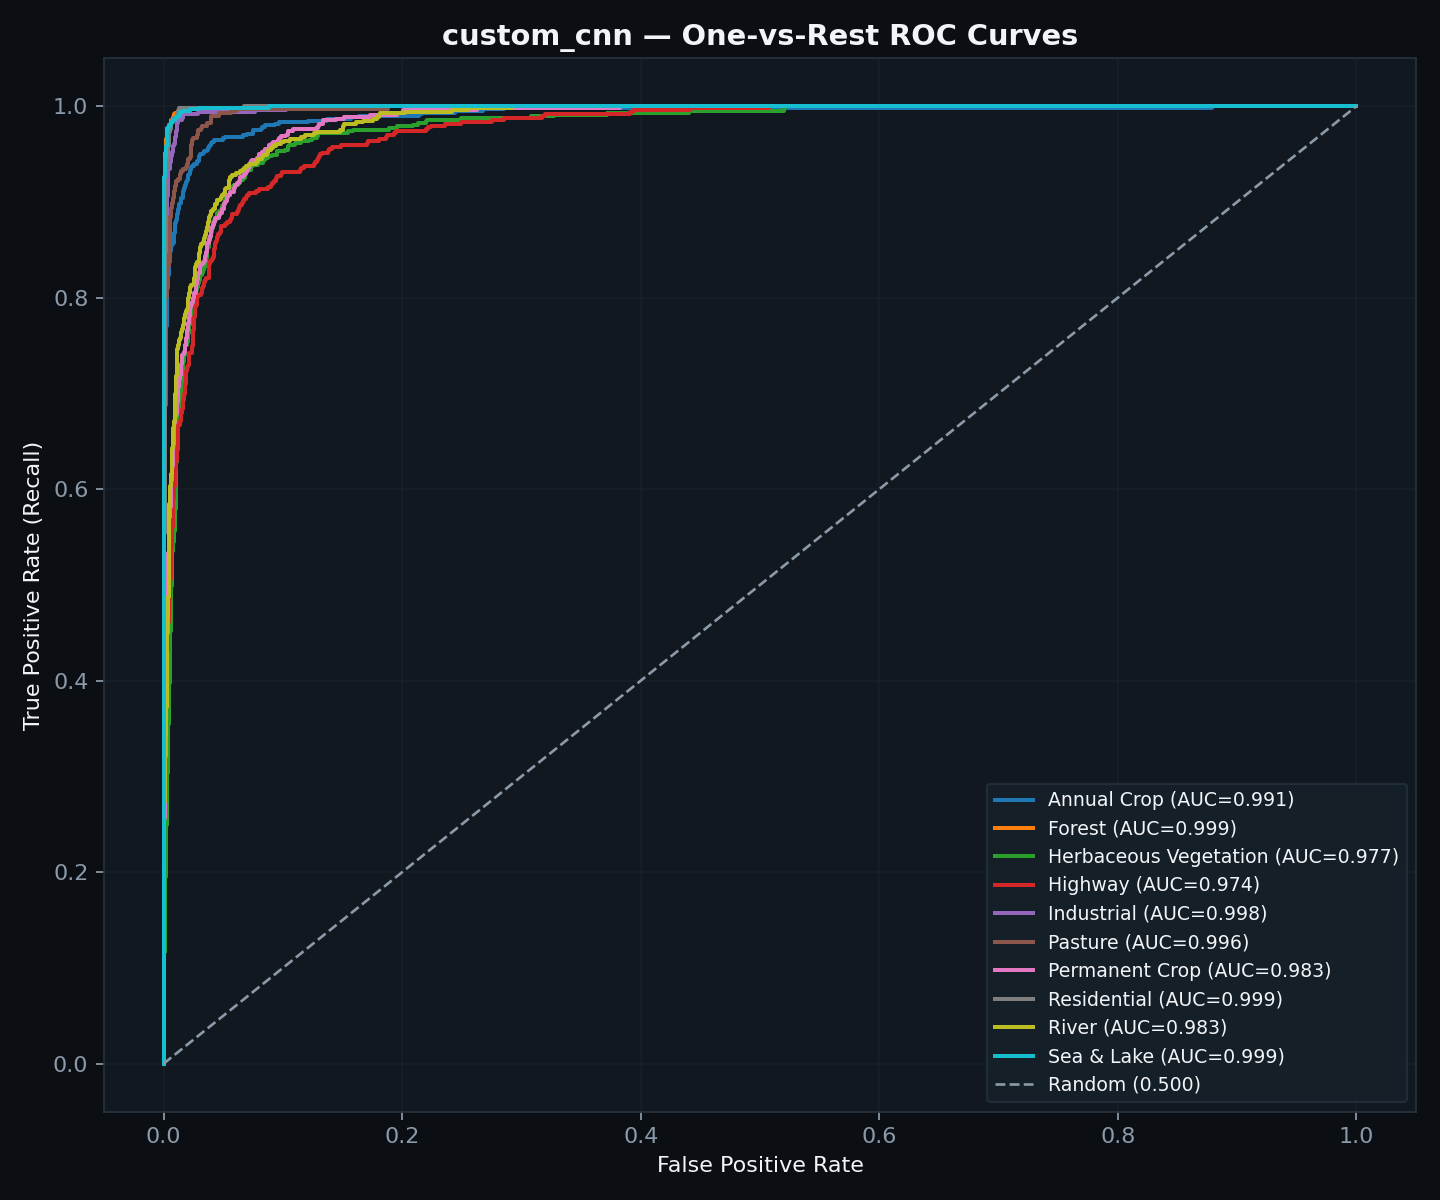 custom_cnn — One-vs-Rest ROC Curves
True Positive Rate (Recall)
1.0
0.8
0.6
0.4
0.2
0.0
0.0 0.2 0.4 0.6 0.8 1.0
False Positive Rate
Annual Crop (AUC=0.991)
Forest (AUC=0.999)
Herbaceous Vegetation (AUC=0.977)
Highway (AUC=0.974)
Industrial (AUC=0.998)
Pasture (AUC=0.996)
Permanent Crop (AUC=0.983)
Residential (AUC=0.999)
River (AUC=0.983)
Sea & Lake (AUC=0.999)
Random (0.500)